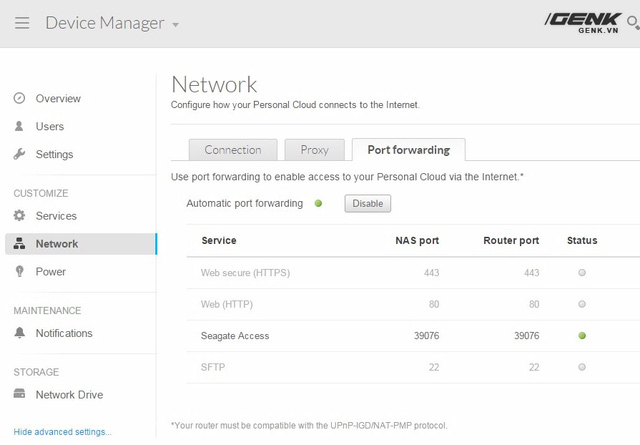 Device Manager
/GENK
GENK.VN
Network
Configure how your Personal Cloud connects to the Internet.
Overview
Users
Settings
CUSTOMIZE
Services
Network
Power
MAINTENANCE
Notifications
STORAGE
Network Drive
Hide advanced settings...
Connection Proxy Port forwarding
Use port forwarding to enable access to your Personal Cloud via the Internet.*
Automatic port forwarding Disable
Service NAS port Router port Status
Web secure (HTTPS) 443 443
Web (HTTP) 80 80
Seagate Access 39076 39076
SFTP 22 22
*Your router must be compatible with the UPnP-IGD/NAT-PMP protocol.